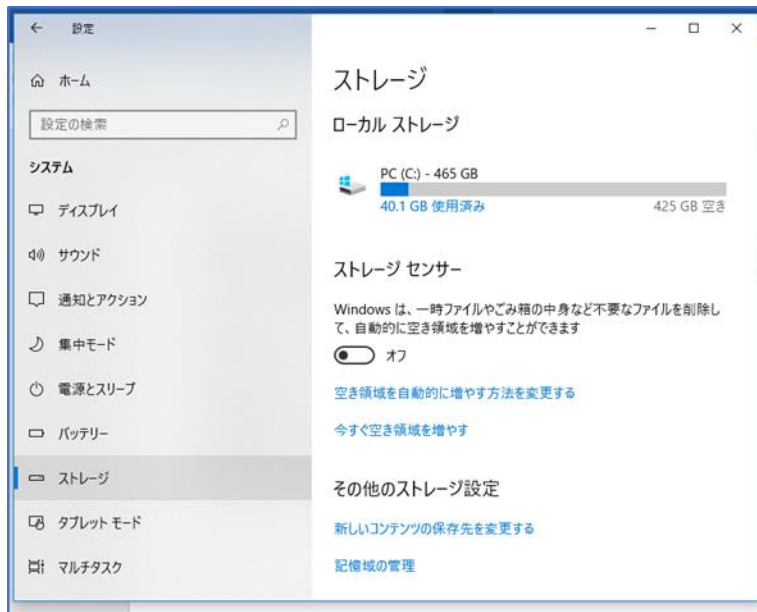 設定
ホーム
設定の検索
システム
ディスプレイ
サウンド
通知とアクション
集中モード
電源とスリープ
バッテリー
ストレージ
タブレット モード
マルチタスク
ストレージ
ローカル ストレージ
PC (C:) - 465 GB
40.1 GB 使用済み
425 GB 空き
ストレージ センサー
Windows は、一時ファイルやごみ箱の中身など不要なファイルを削除し
て、自動的に空き領域を増やすことができます
オフ
空き領域を自動的に増やす方法を変更する
今すぐ空き領域を増やす
その他のストレージ設定
新しいコンテンツの保存先を変更する
記憶域の管理